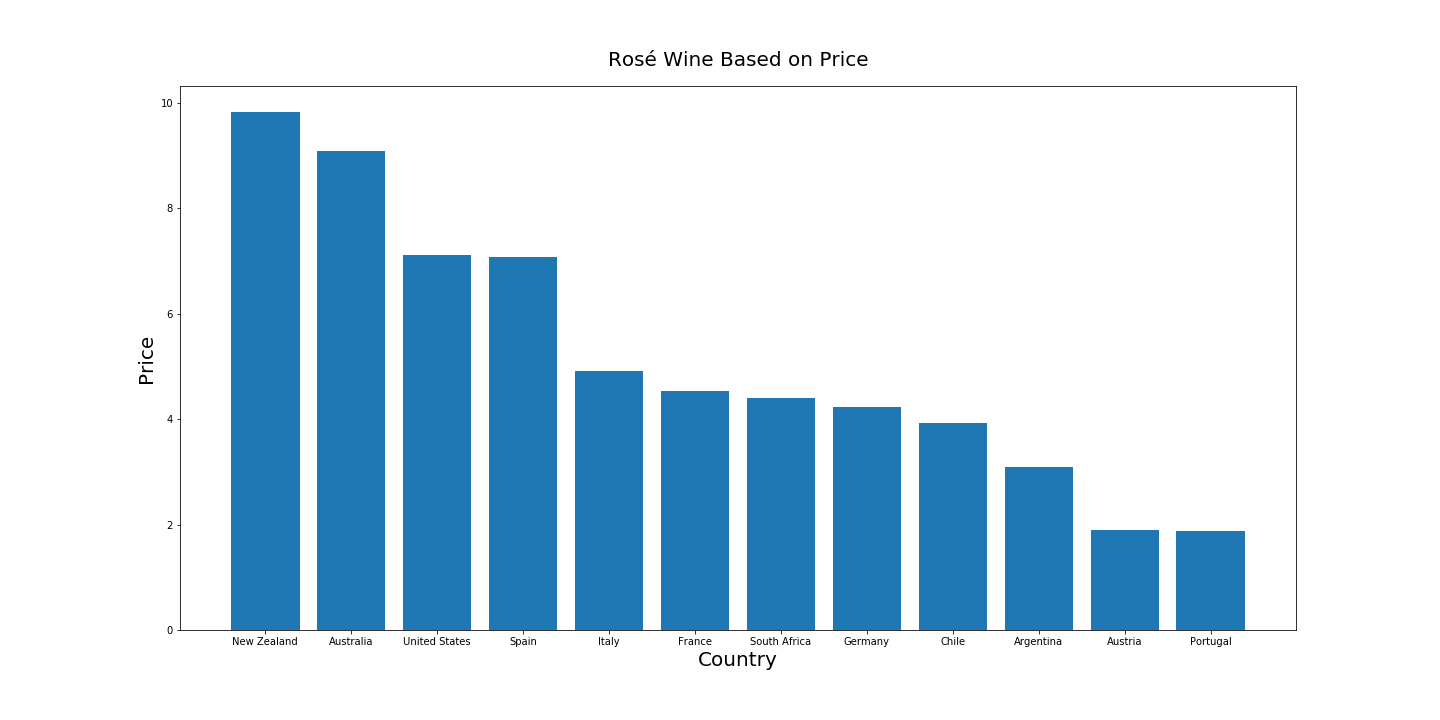 Rosé Wine Based on Price
10
8
6
4
2
0
Price
New Zealand Australia United States Spain Italy France South Africa Germany Chile Argentina Austria Portugal
Country